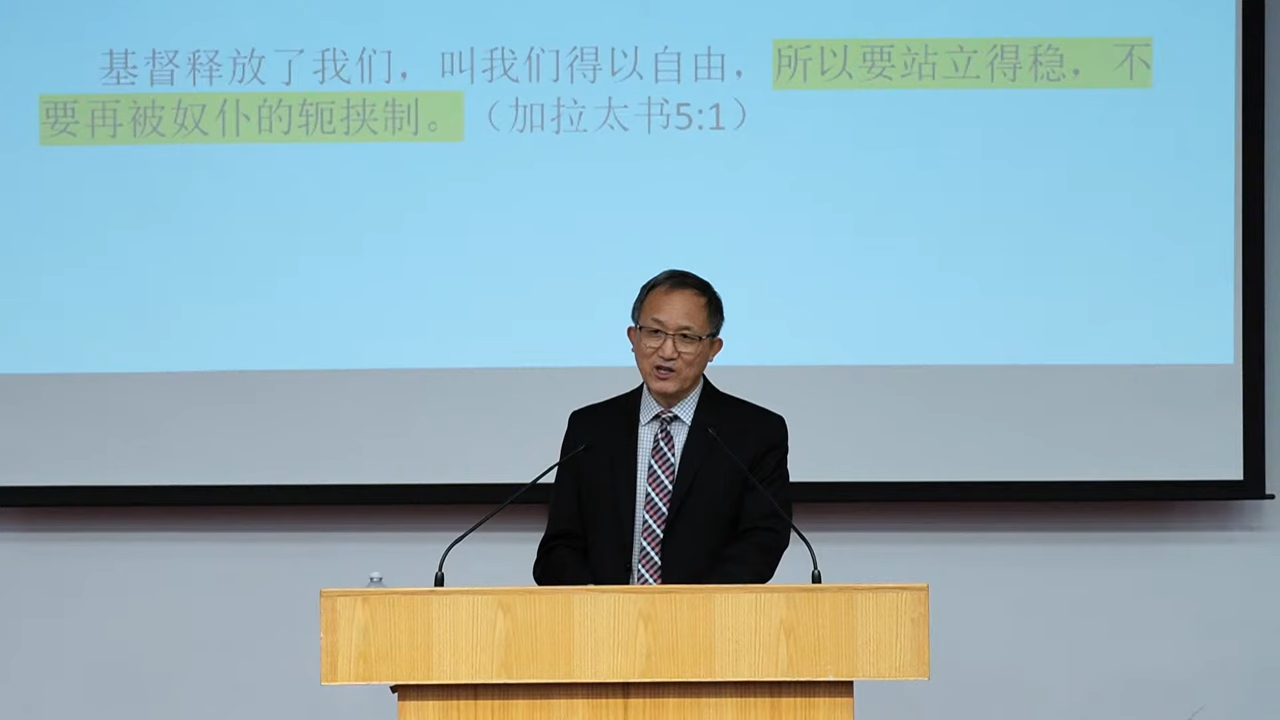 基督释放了我们，叫我们得以自由，所以要站立得稳，不
要再被奴仆的轭挟制。（加拉太书5:1）